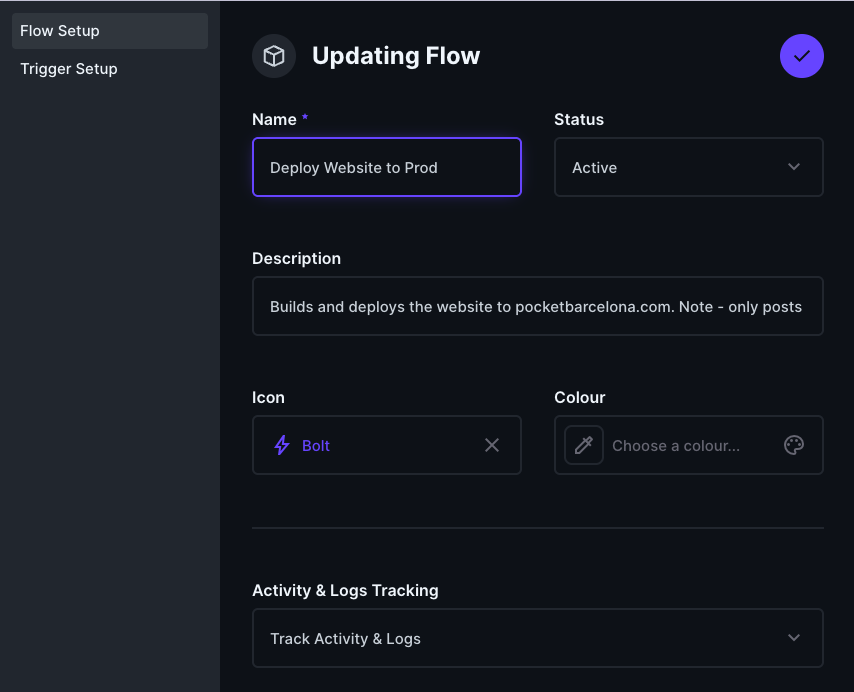 Flow Setup
Trigger Setup
Updating Flow
Name *
Status
Deploy Website to Prod
Active
Description
Builds and deploys the website to pocketbarcelona.com. Note - only posts
Icon
Colour
Bolt
Choose a colour...
Activity & Logs Tracking
Track Activity & Logs